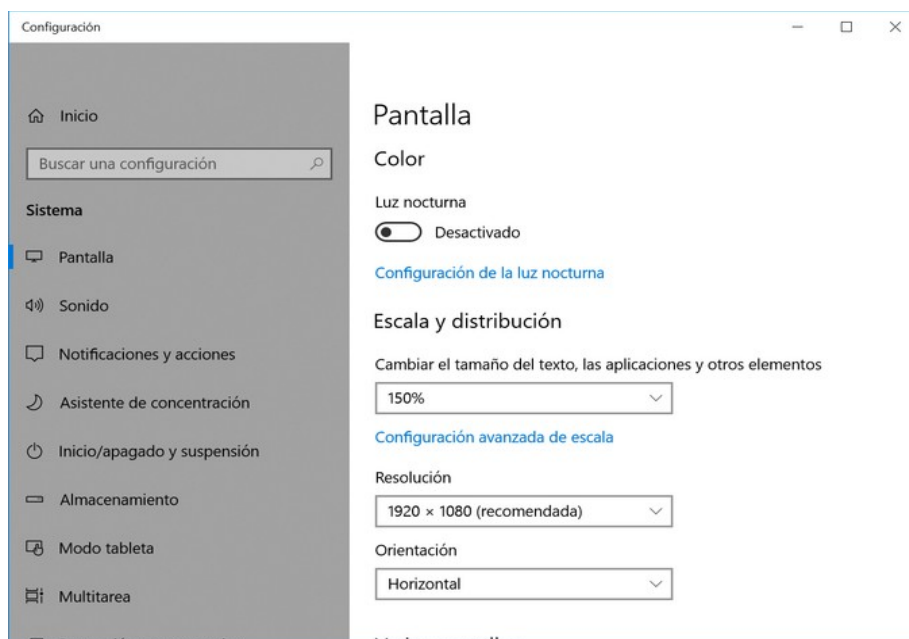 Configuración
Inicio
Buscar una configuración
Sistema
Pantalla
Sonido
Notificaciones y acciones
Asistente de concentración
Inicio/apagado y suspensión
Almacenamiento
Modo tableta
Multitarea
Pantalla
Color
Luz nocturna
Desactivado
Configuración de la luz nocturna
Escala y distribución
Cambiar el tamaño del texto, las aplicaciones y otros elementos
150%
Configuración avanzada de escala
Resolución
1920 × 1080 (recomendada)
Orientación
Horizontal